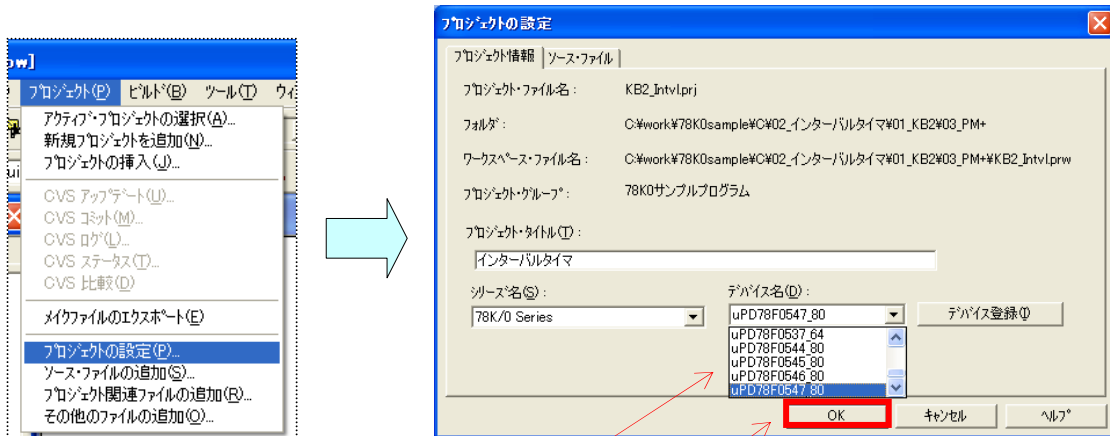 ow]
プロジェクト(P) ビルド(B) ツール(T) ウィ
アクティブ・プロジェクトの選択(A)...
新規プロジェクトを追加(N)...
プロジェクトの挿入(J)...
CVS アップデート(U)...
CVS コミット(M)...
CVS ログ(L)...
CVS ステータス(T)...
CVS 比較(D)
メイクファイルのエクスポート(E)
プロジェクトの設定(P)...
ソース・ファイルの追加(S)...
プロジェクト関連ファイルの追加(R)...
その他のファイルの追加(O)...
プロジェクトの設定
プロジェクト情報 ソース・ファイル
プロジェクト・ファイル名 : KB2_Intvl.prj
フォルダ : C:¥work¥78K0sample¥C¥02_インターバルタイマ¥01_KB2¥03_PM+
ワークスペース・ファイル名 : C:¥work¥78K0sample¥C¥02_インターバルタイマ¥01_KB2¥03_PM+¥KB2_Intvl.prw
プロジェクト・グループ : 78K0サンプルプログラム
プロジェクト・タイトル(T) :
インターバルタイマ
シリーズ名(S) : デバイス名(D) :
78K/0 Series uPD78F0547_80 デバイス登録(I)
uPD78F0537_64
uPD78F0544_80
uPD78F0545_80
uPD78F0546_80
uPD78F0547_80
OK キャンセル ヘルプ